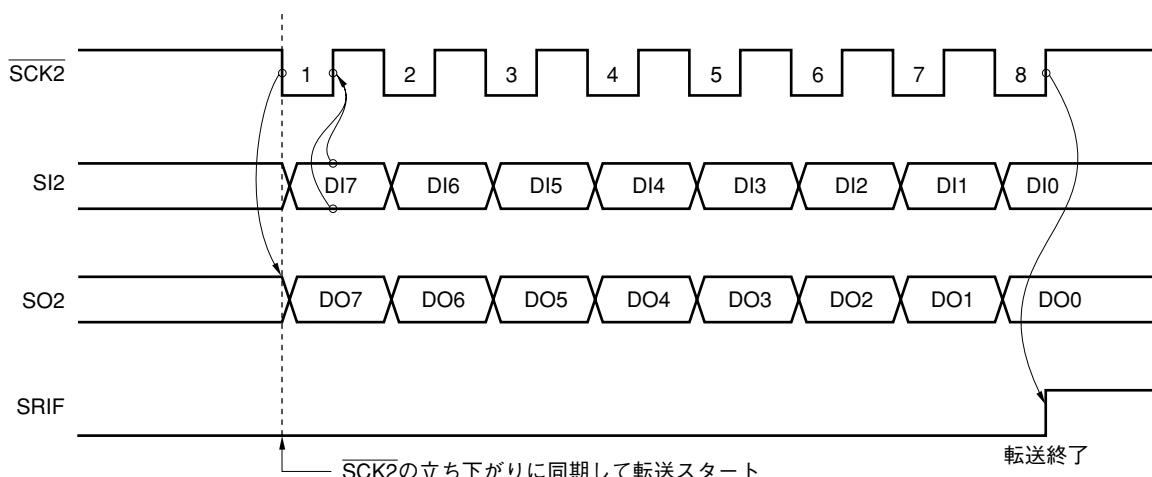 SCK2 1 2 3 4 5 6 7 8
SI2 DI7 DI6 DI5 DI4 DI3 DI2 DI1 DI0
SO2 DO7 DO6 DO5 DO4 DO3 DO2 DO1 DO0
SRIF
転送終了
SCK2の立ち下がりに同期して転送スタート